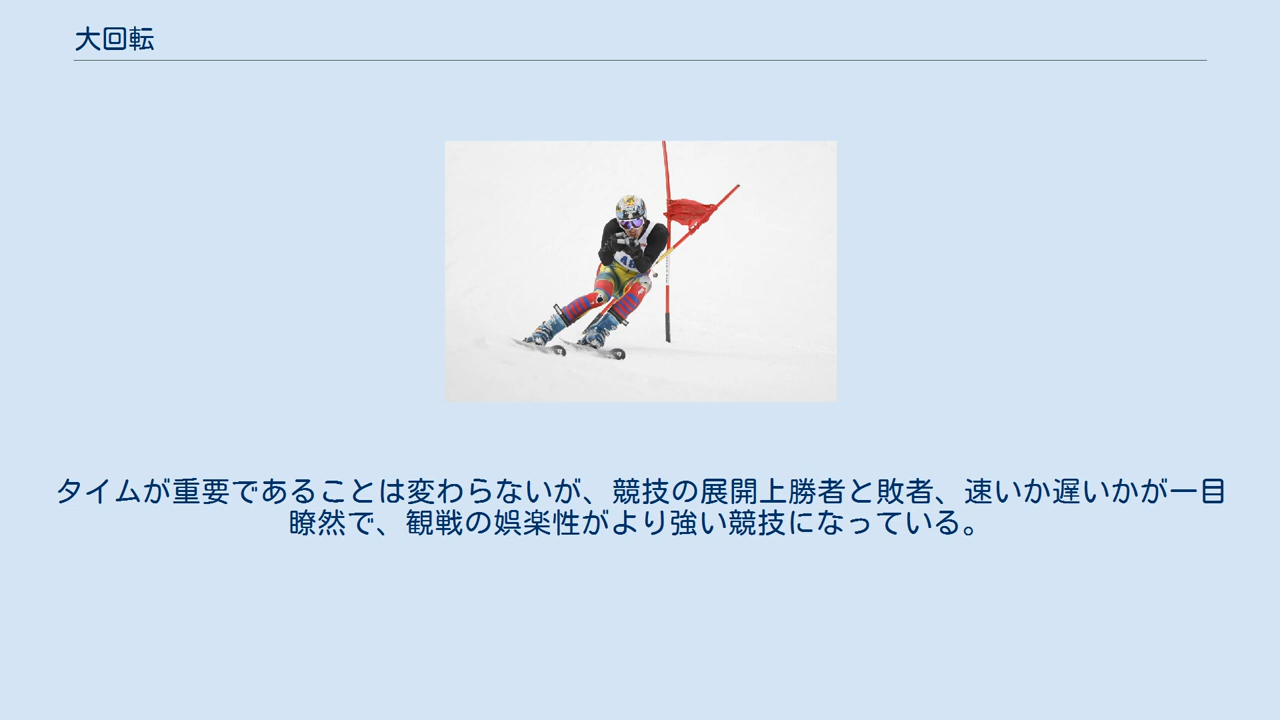 大回転
48
タイムが重要であることは変わらないが、競技の展開上勝者と敗者、速いか遅いかが一目
瞭然で、観戦の娯楽性がより強い競技になっている。